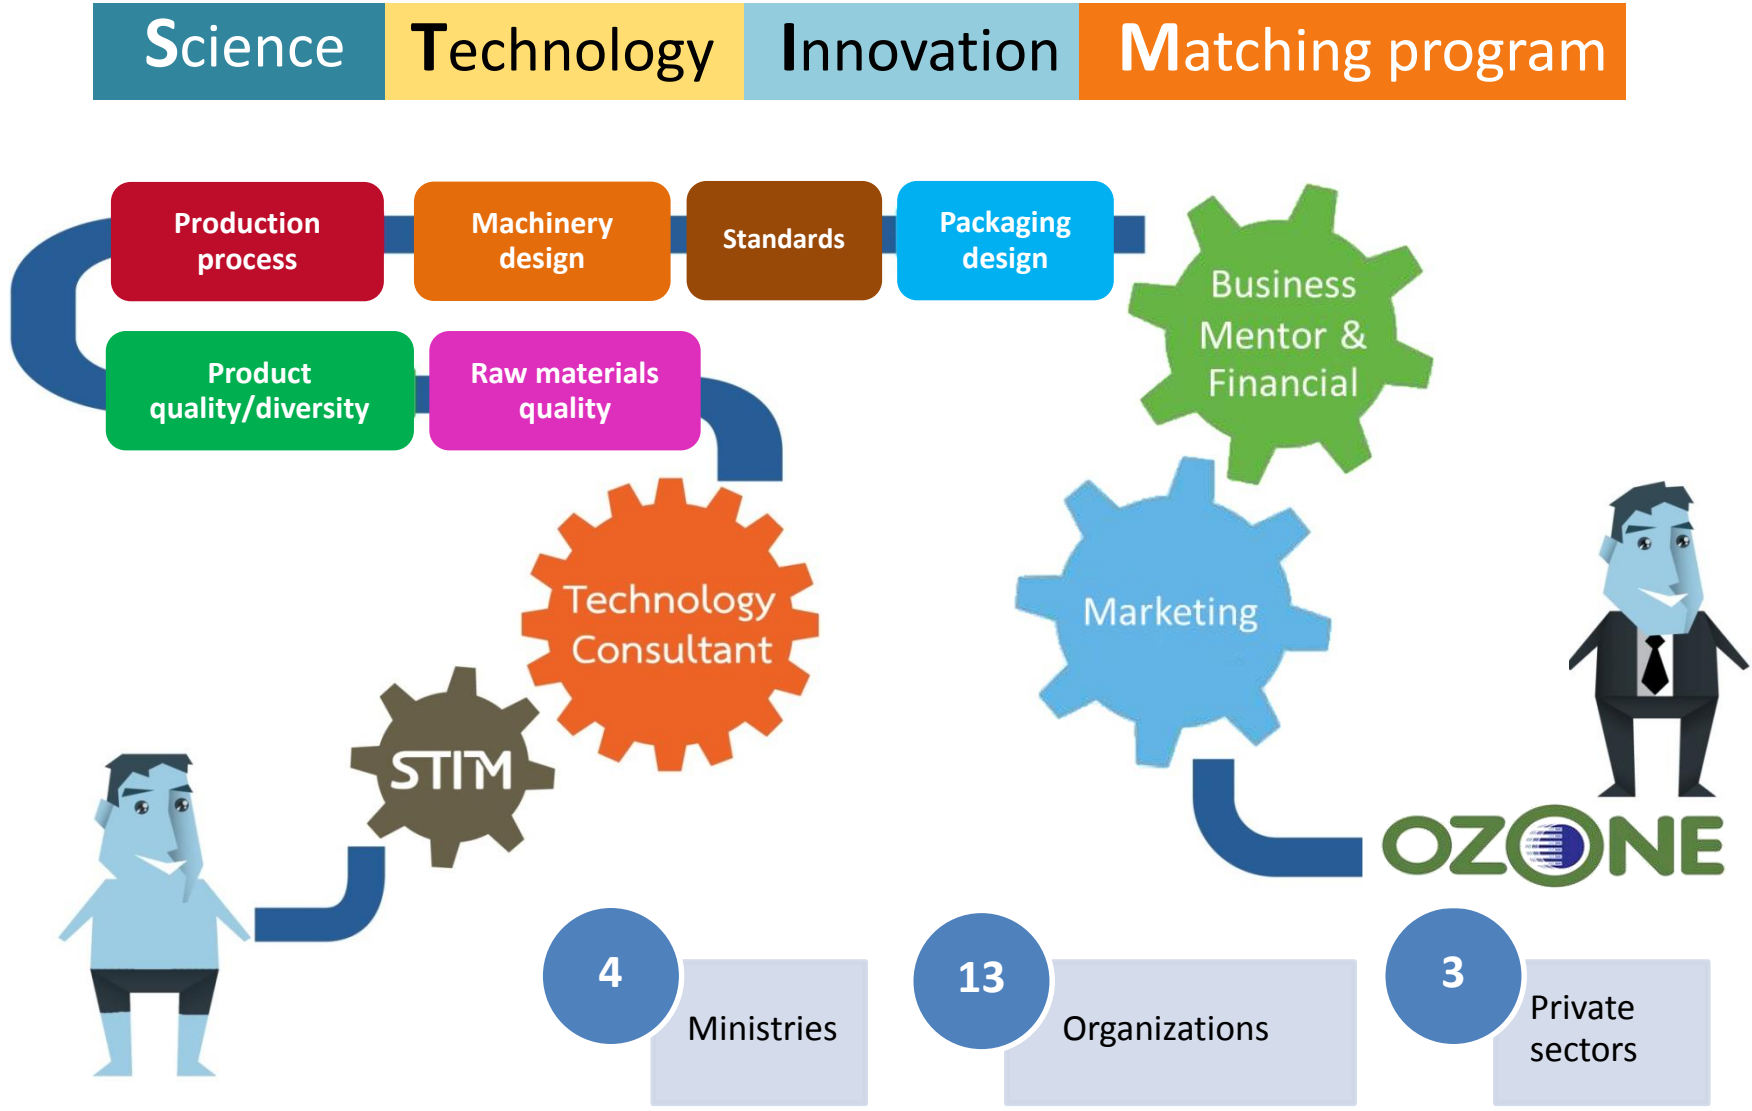 Science Technology Innovation Matching program
Production
process
Machinery
design
Standards
Packaging
design
Product
quality/diversity
Raw materials
quality
Business
Mentor &
Financial
Technology
Consultant
Marketing
STIM
OZONE
4
Ministries
13
Organizations
3
Private
sectors